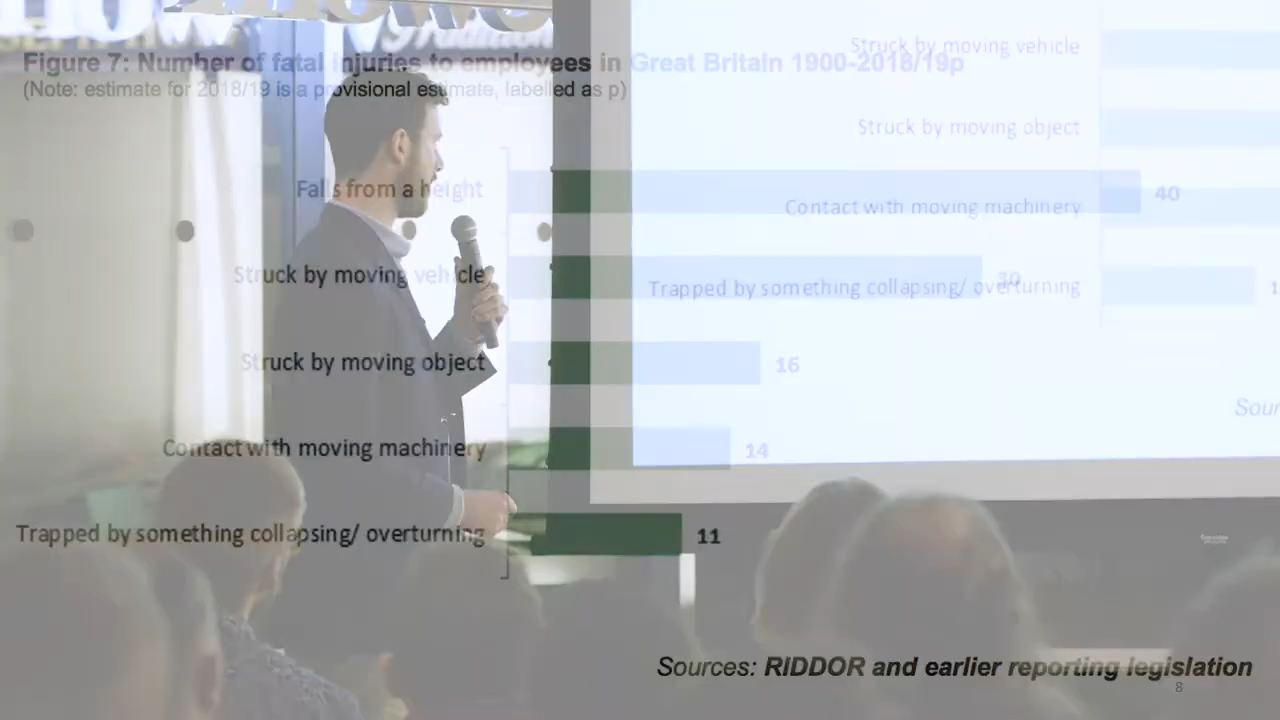 Figure 7: Number of fatal injuries to employees in Great Britain 1900-2018/19p
(Note: estimate for 2018/19 is a provisional estimate, labelled as p)
Struck by moving vehicle
Struck by moving object
Falls from a height
40
Contact with moving machinery
Struck by moving vehicle
30
Trapped by something collapsing/ overturning
Struck by moving object
16
Contact with moving machinery
14
Trapped by something collapsing/ overturning
11
Sources: RIDDOR and earlier reporting legislation
8